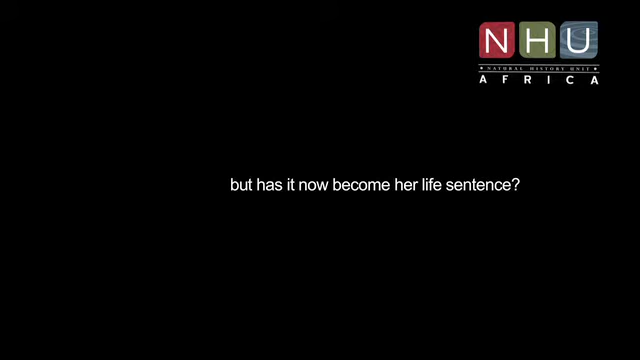 NHU
NATURAL HISTORY UNIT
AFRICA
but has it now become her life sentence?